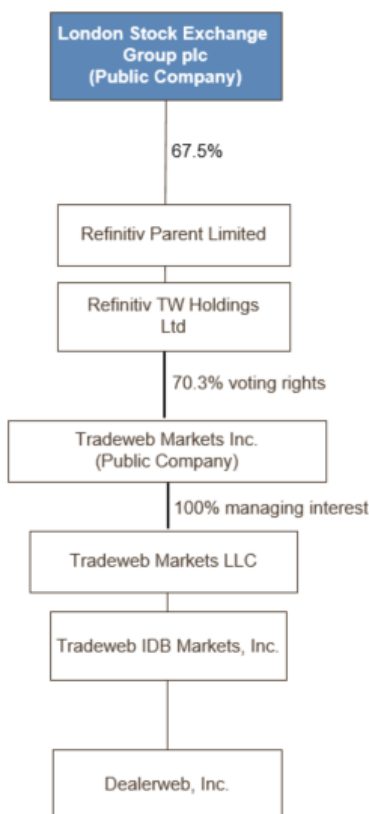 London Stock Exchange
Group plc
(Public Company)
67.5%
Refinitiv Parent Limited
Refinitiv TW Holdings
Ltd
70.3% voting rights
Tradeweb Markets Inc.
(Public Company)
100% managing interest
Tradeweb Markets LLC
Tradeweb IDB Markets, Inc.
Dealerweb, Inc.